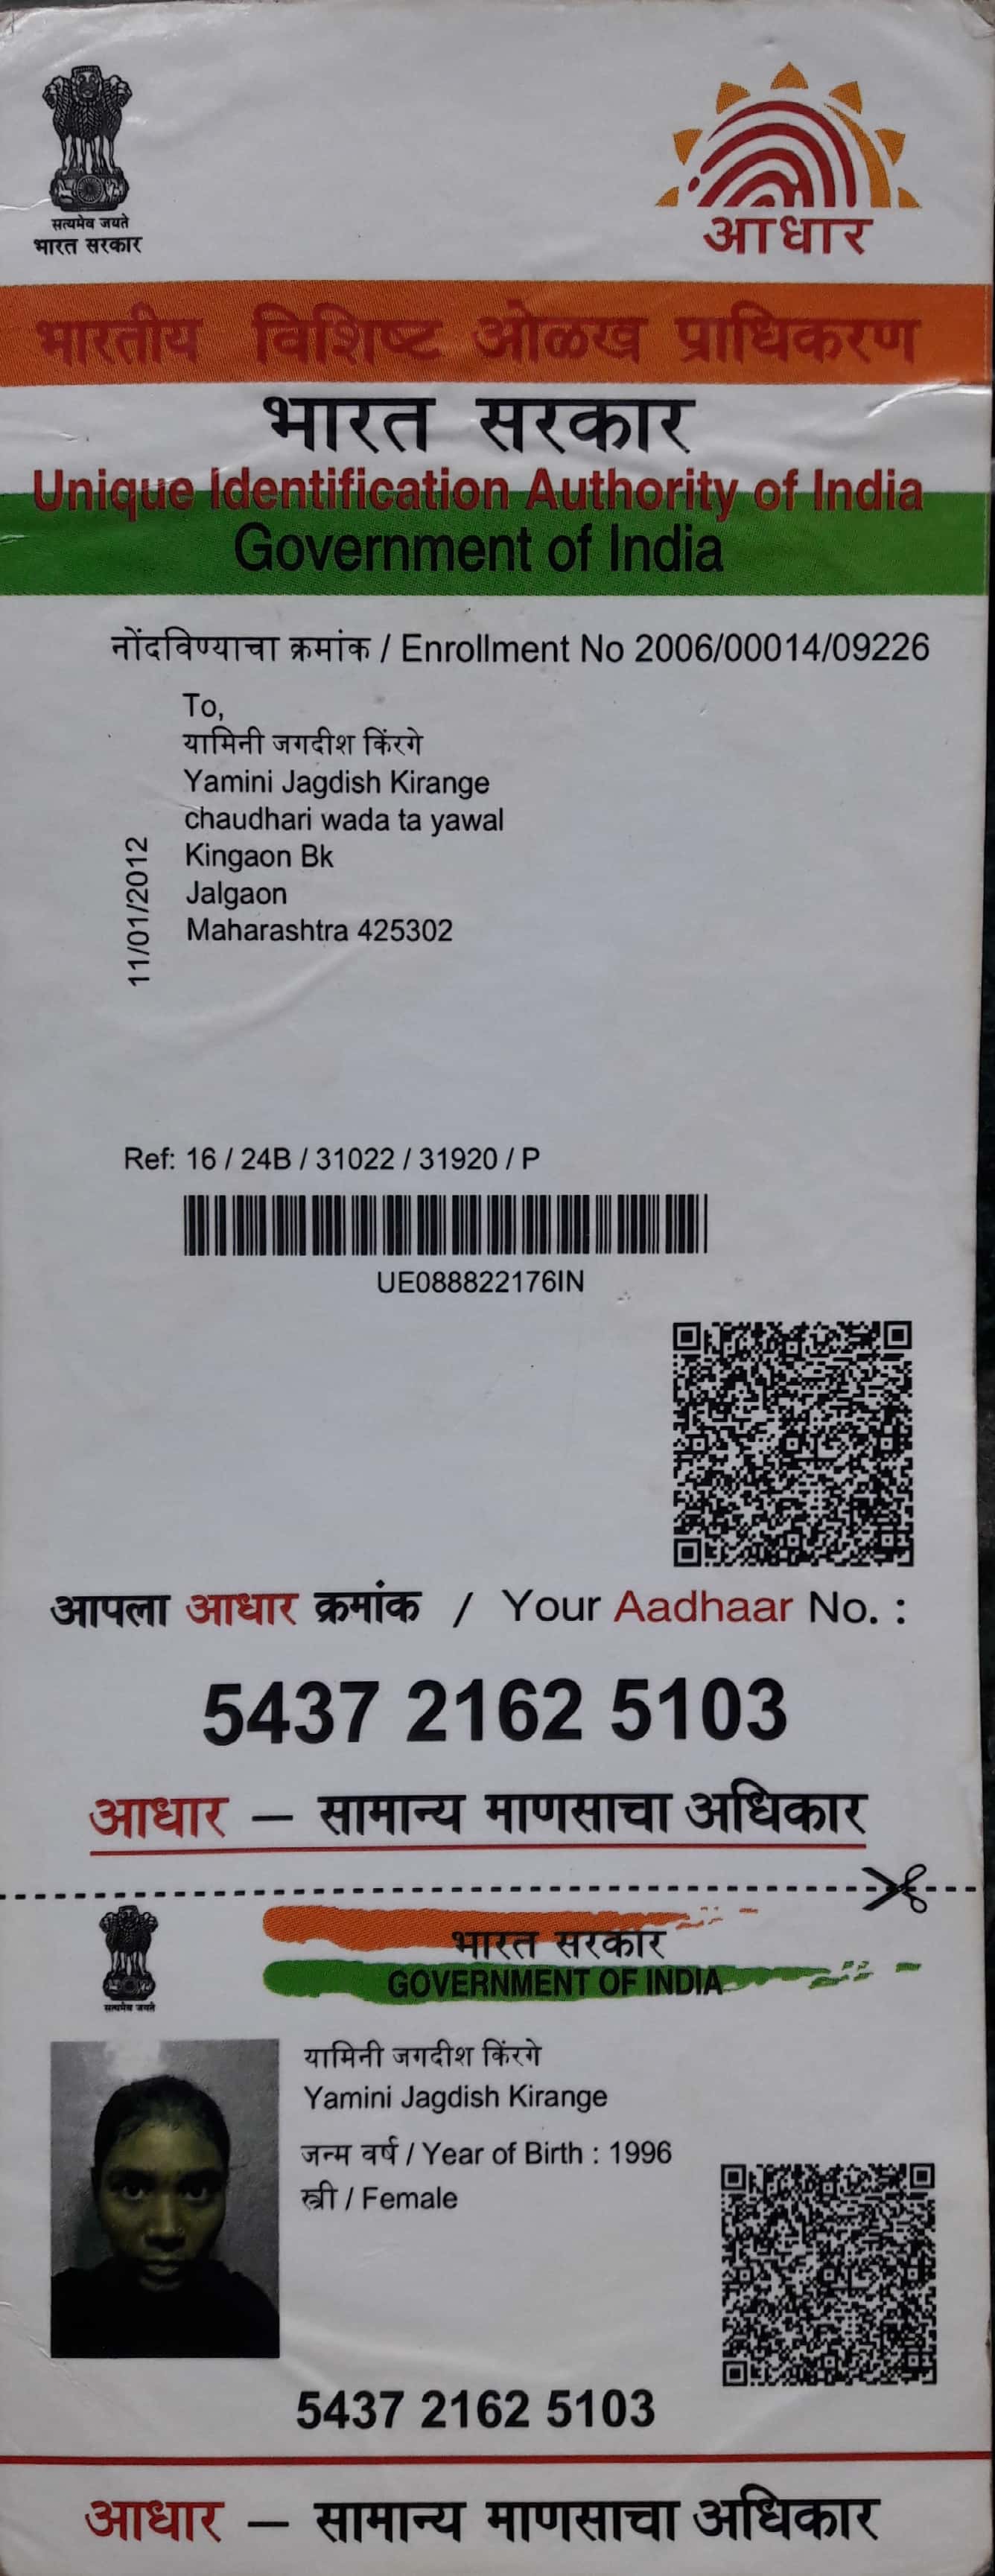 सत्यमेव जयते
भारत सरकार
आधार
भारतीय विशिष्ट ओळख प्राधिकरण
भारत सरकार
Unique Identification Authority of India
Government of India
नोंदविण्याचा क्रमांक / Enrollment No 2006/00014/09226
To,
यामिनी जगदीश किंरगे
Yamini Jagdish Kirange
chaudhari wada ta yawal
Kingaon Bk
Jalgaon
Maharashtra 425302
11/01/2012
Ref: 16 / 24B / 31022 / 31920 / P
UE088822176IN
आपला आधार क्रमांक / Your Aadhaar No. :
5437 2162 5103
आधार – सामान्य माणसाचा अधिकार
सत्यमेव जयते
भारत सरकार
GOVERNMENT OF INDIA
यामिनी जगदीश किंरगे
Yamini Jagdish Kirange
जन्म वर्ष / Year of Birth : 1996
स्त्री / Female
5437 2162 5103
आधार – सामान्य माणसाचा अधिकार